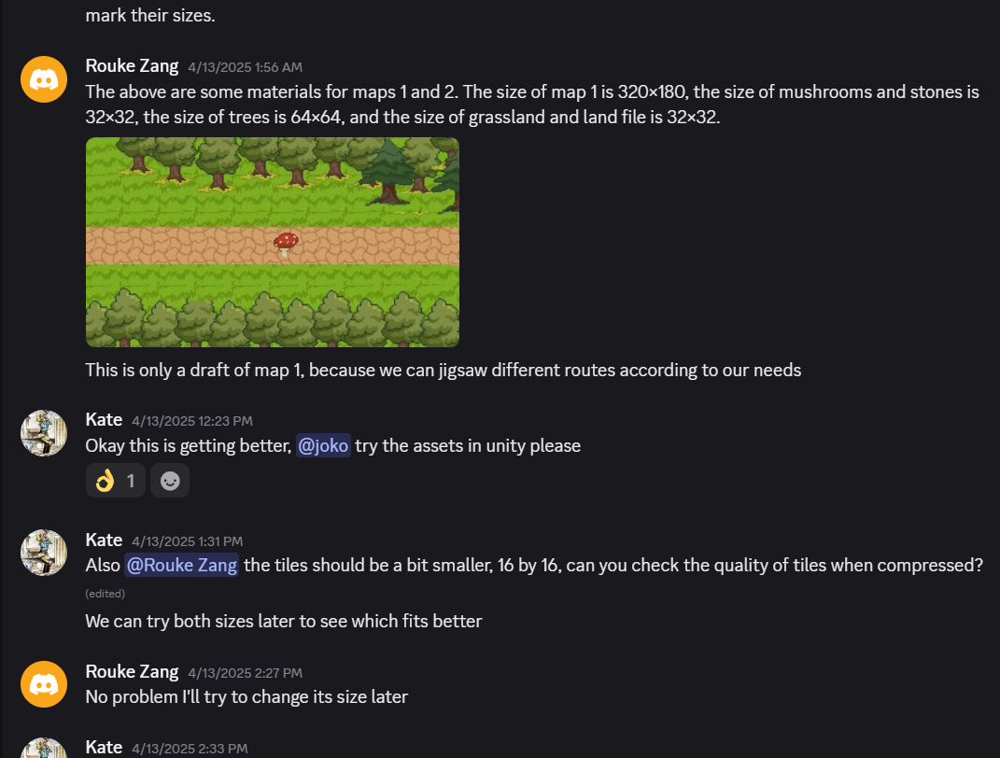 mark their sizes.
Rouke Zang 4/13/2025 1:56 AM
The above are some materials for maps 1 and 2. The size of map 1 is 320×180, the size of mushrooms and stones is
32×32, the size of trees is 64×64, and the size of grassland and land file is 32×32.
This is only a draft of map 1, because we can jigsaw different routes according to our needs
Kate 4/13/2025 12:23 PM
Okay this is getting better, @joko try the assets in unity please
1
Kate 4/13/2025 1:31 PM
Also @Rouke Zang the tiles should be a bit smaller, 16 by 16, can you check the quality of tiles when compressed?
(edited)
We can try both sizes later to see which fits better
Rouke Zang 4/13/2025 2:27 PM
No problem I'll try to change its size later
Kate 4/13/2025 2:33 PM